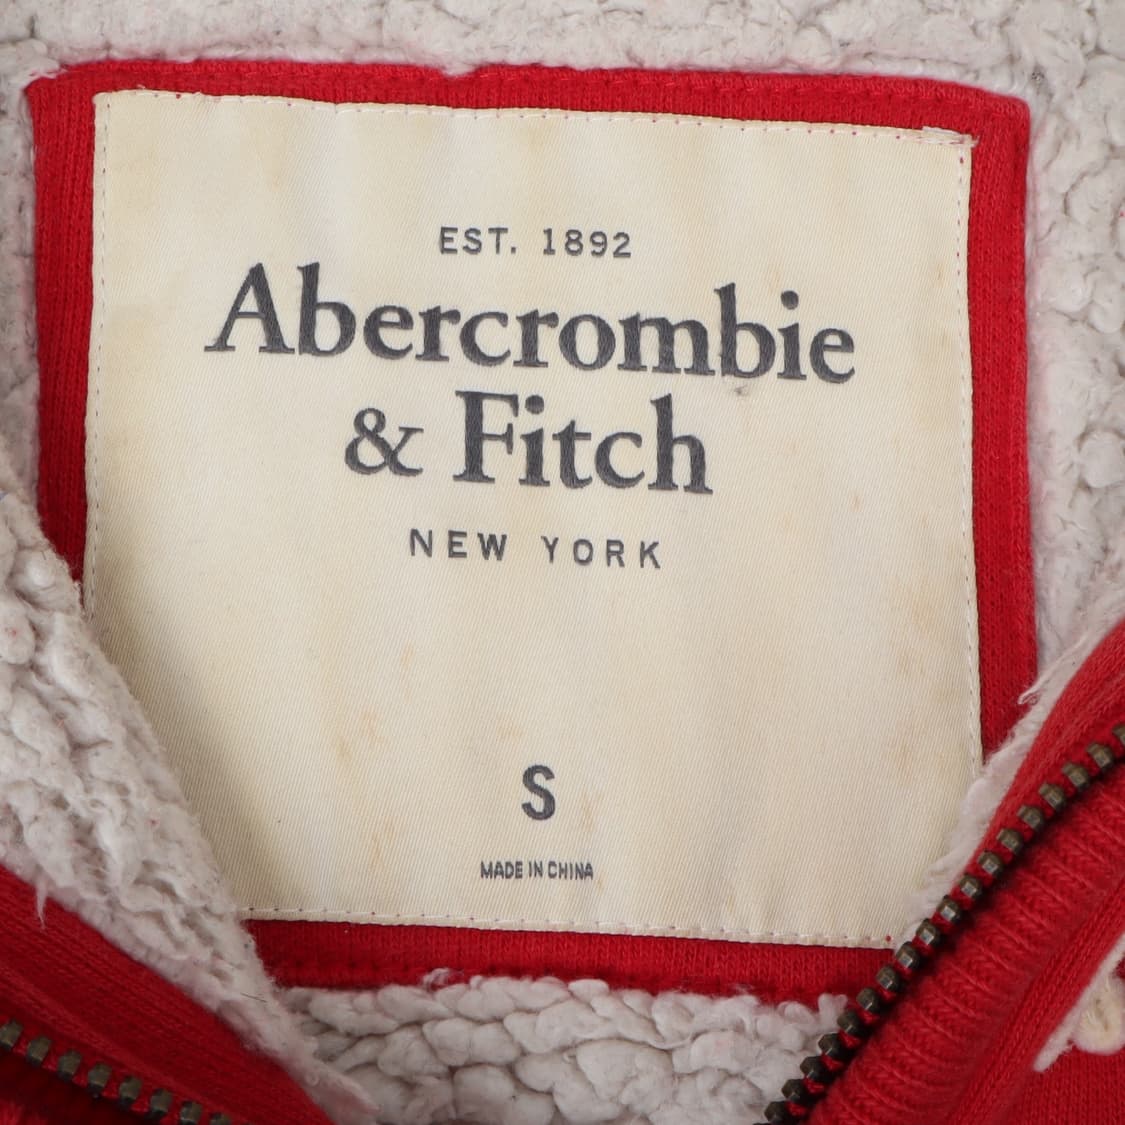 EST. 1892
Abercrombie
& Fitch
NEW YORK
S
MADE IN CHINA